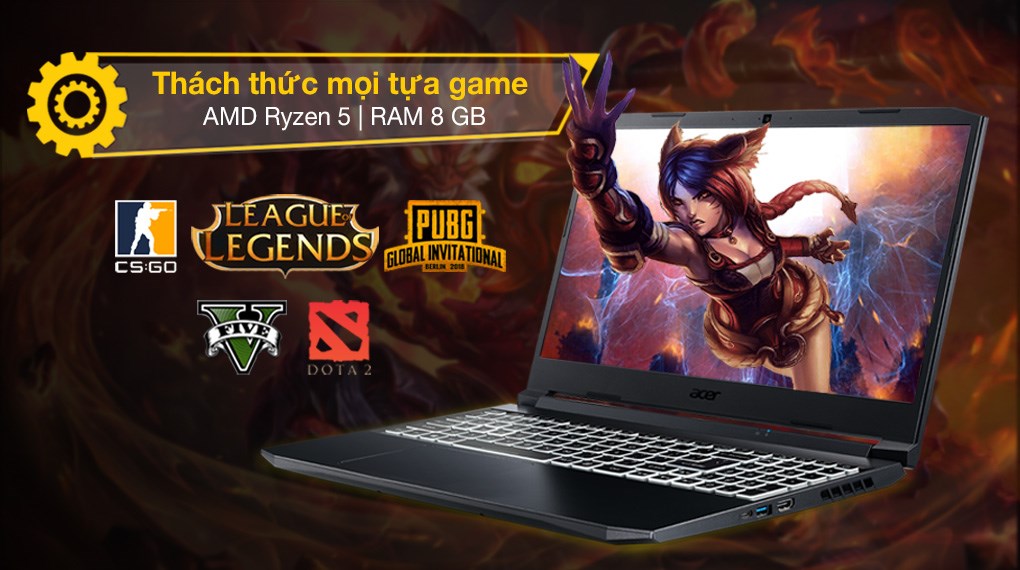 Thách thức mọi tựa game
AMD Ryzen 5 | RAM 8 GB
CS:GO
LEAGUE OF
LEGENDS
PUBG
GLOBAL INVITATIONAL
BERLIN 2018
V
FIVE
DOTA 2
acer